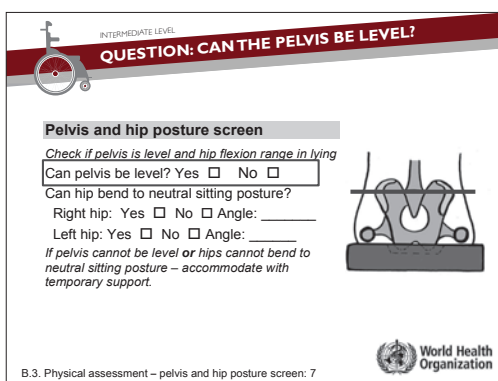 INTERMEDIATE LEVEL
QUESTION: CAN THE PELVIS BE LEVEL?
Pelvis and hip posture screen
Check if pelvis is level and hip flexion range in lying
Can pelvis be level? Yes ☐ No ☐
Can hip bend to neutral sitting posture?
Right hip: Yes ☐ No ☐ Angle: _______
Left hip: Yes ☐ No ☐ Angle: ______
If pelvis cannot be level or hips cannot bend to
neutral sitting posture – accommodate with
temporary support.
World Health
Organization
B.3. Physical assessment – pelvis and hip posture screen: 7